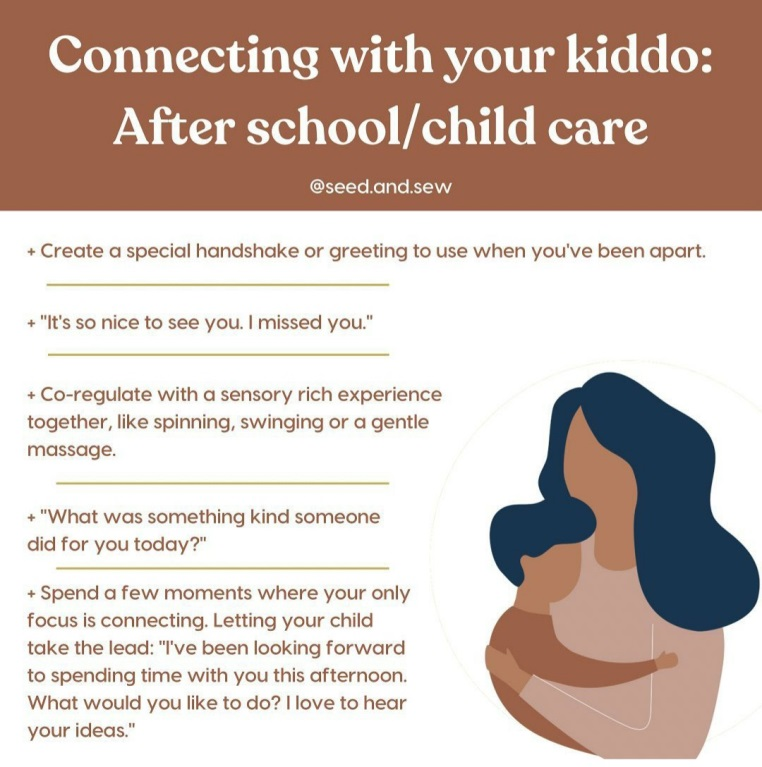 Connecting with your kiddo:
After school/child care
@seed.and.sew
+ Create a special handshake or greeting to use when you've been apart.
+ "It's so nice to see you. I missed you."
+ Co-regulate with a sensory rich experience
together, like spinning, swinging or a gentle
massage.
+ "What was something kind someone
did for you today?"
+ Spend a few moments where your only
focus is connecting. Letting your child
take the lead: "I've been looking forward
to spending time with you this afternoon.
What would you like to do? I love to hear
your ideas."